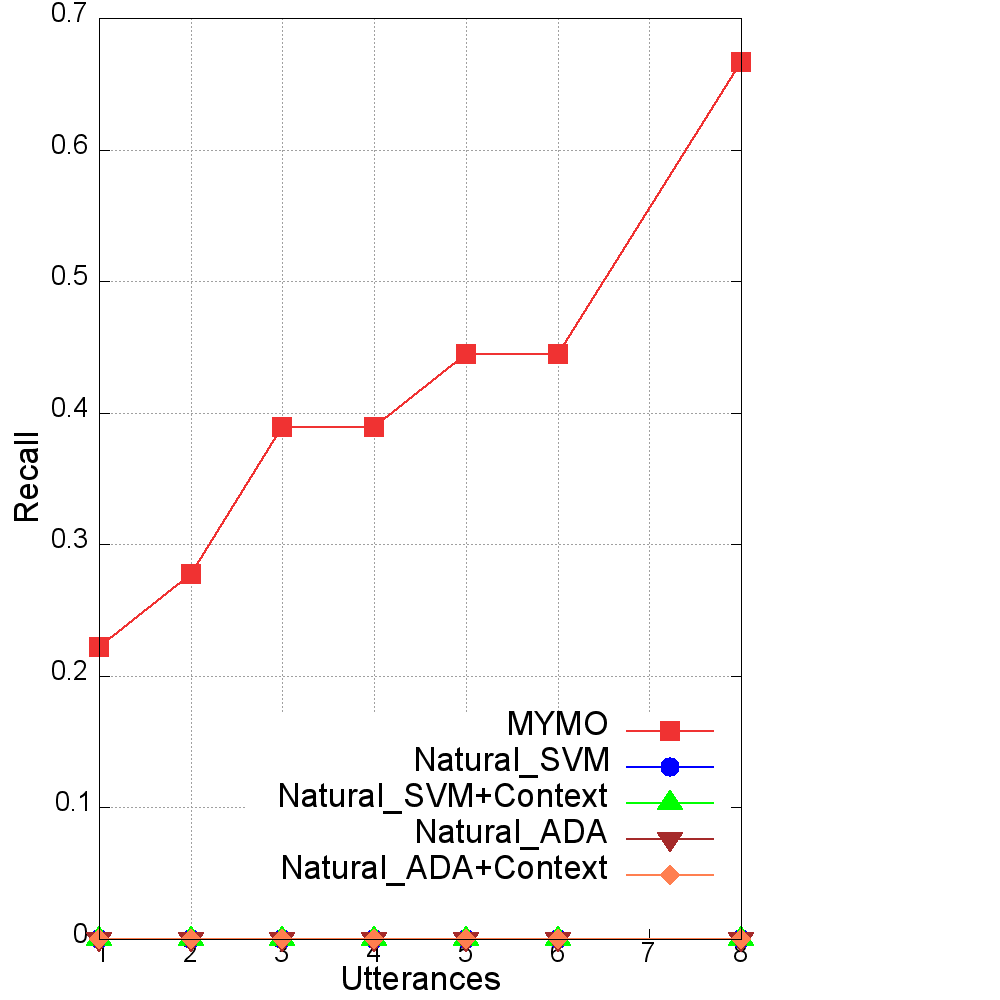 0.7
0.6
0.5
0.4
0.3
0.2
0.1
0
Recall
MYMO
Natural_SVM
Natural_SVM+Context
Natural_ADA
Natural_ADA+Context
1 2 3 4 5 6 7 8
Utterances